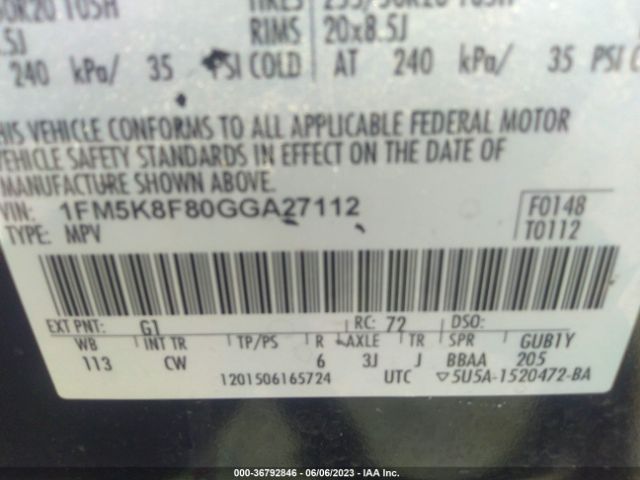 105H TIRES
RIMS 20x8.5J
240 kPa/ 35 PSI COLD AT 240 kPa/ 35 PSI
THIS VEHICLE CONFORMS TO ALL APPLICABLE FEDERAL MOTOR
VEHICLE SAFETY STANDARDS IN EFFECT ON THE DATE OF
MANUFACTURE SHOWN ABOVE.
VIN: 1FM5K8F80GGA27112 F0148
TYPE: MPV T0112
EXT PNT: G1 RC: 72 DSO:
WB INT TR TP/PS R AXLE TR SPR GUB1Y
113 CW 6 3J J BBAA 205
1201506165724 UTC ▽5U5A-1520472-BA
000-36792846 - 06/06/2023 - IAA Inc.